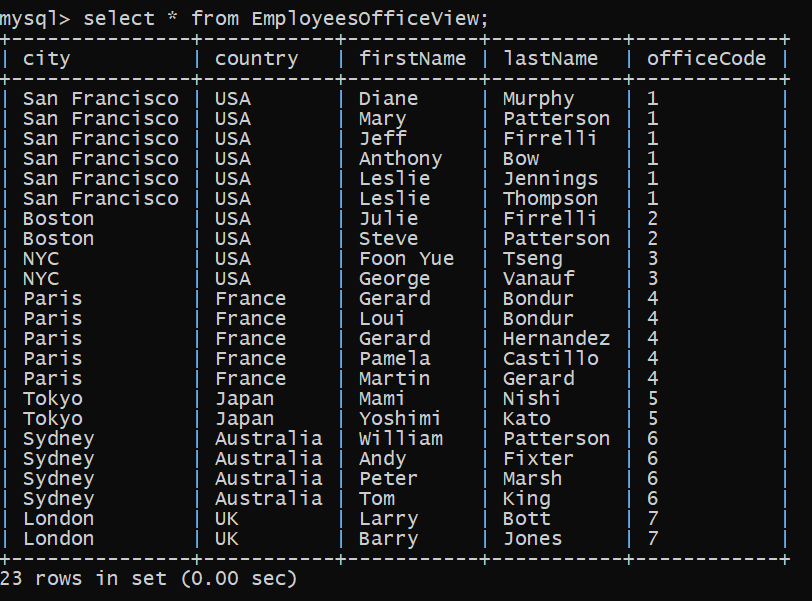 mysql> select * from EmployeesOfficeView;
+---------------+-----------+-----------+-----------+------------+
| city | country | firstName | lastName | officeCode |
+---------------+-----------+-----------+-----------+------------+
| San Francisco | USA | Diane | Murphy | 1 |
| San Francisco | USA | Mary | Patterson | 1 |
| San Francisco | USA | Jeff | Firrelli | 1 |
| San Francisco | USA | Anthony | Bow | 1 |
| San Francisco | USA | Leslie | Jennings | 1 |
| San Francisco | USA | Leslie | Thompson | 1 |
| Boston | USA | Julie | Firrelli | 2 |
| Boston | USA | Steve | Patterson | 2 |
| NYC | USA | Foon Yue | Tseng | 3 |
| NYC | USA | George | Vanauf | 3 |
| Paris | France | Gerard | Bondur | 4 |
| Paris | France | Loui | Bondur | 4 |
| Paris | France | Gerard | Hernandez | 4 |
| Paris | France | Pamela | Castillo | 4 |
| Paris | France | Martin | Gerard | 4 |
| Tokyo | Japan | Mami | Nishi | 5 |
| Tokyo | Japan | Yoshimi | Kato | 5 |
| Sydney | Australia | William | Patterson | 6 |
| Sydney | Australia | Andy | Fixter | 6 |
| Sydney | Australia | Peter | Marsh | 6 |
| Sydney | Australia | Tom | King | 6 |
| London | UK | Larry | Bott | 7 |
| London | UK | Barry | Jones | 7 |
+---------------+-----------+-----------+-----------+------------+
23 rows in set (0.00 sec)